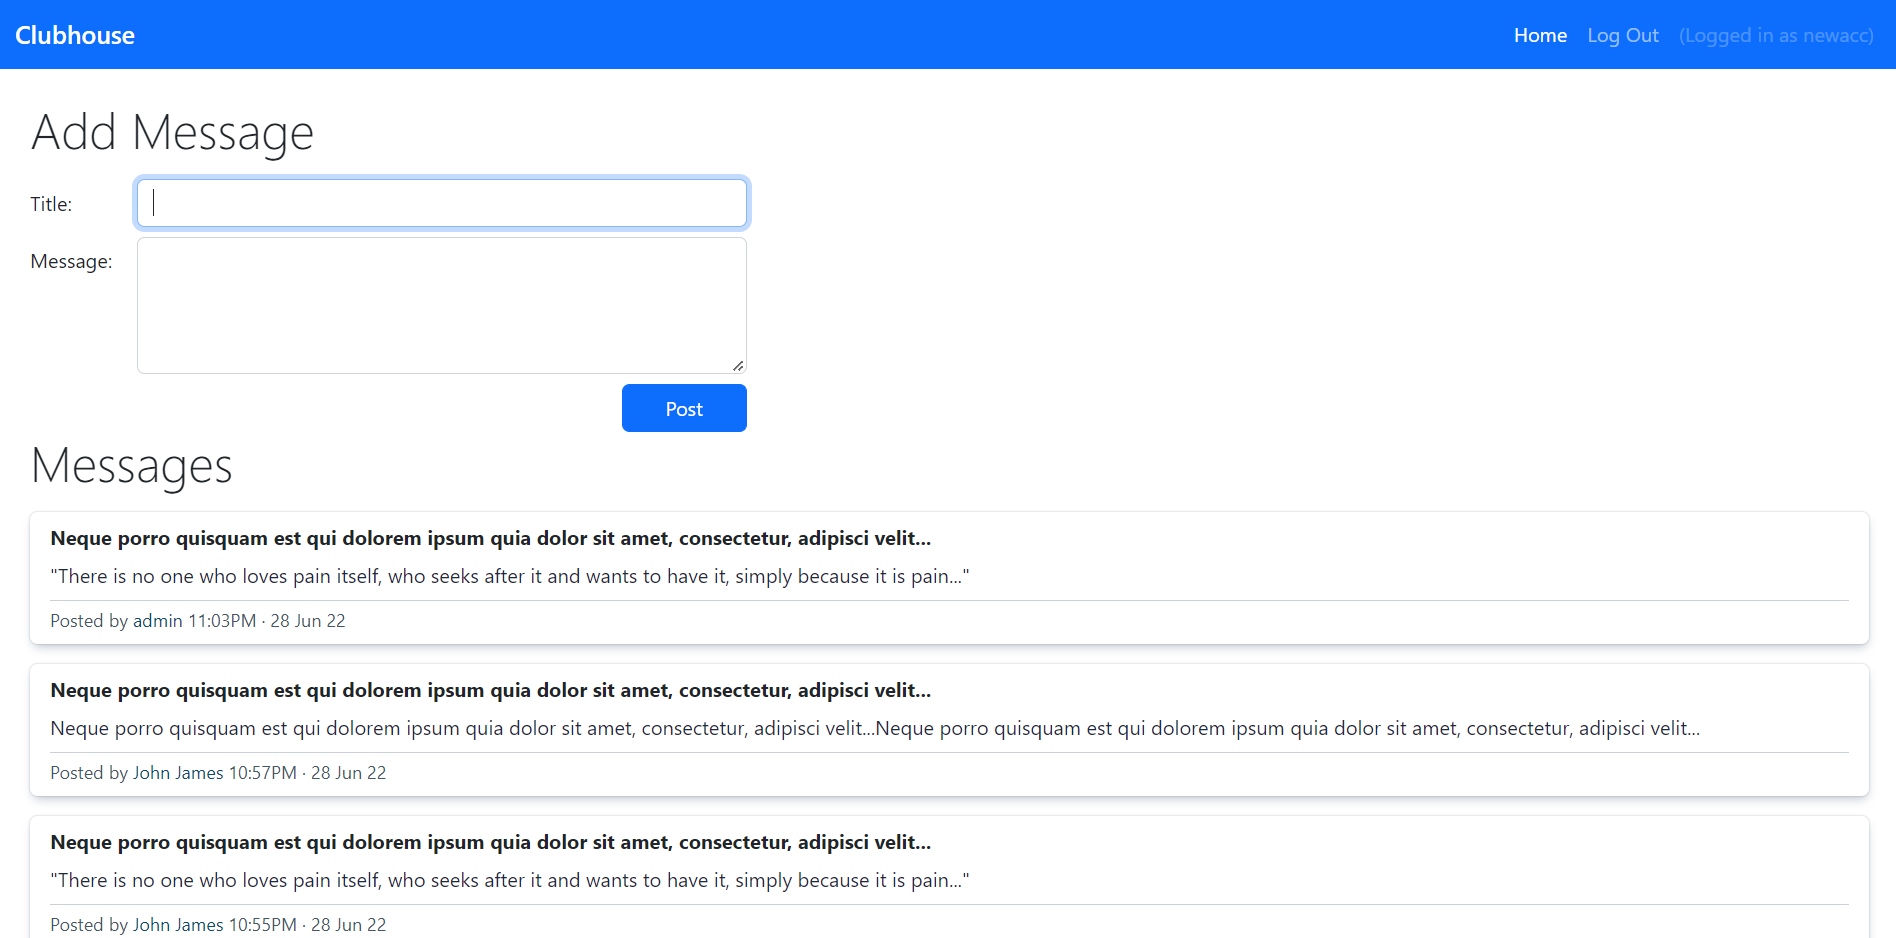 Clubhouse
Home Log Out (Logged in as newacc)
Add Message
Title:
Message:
Post
Messages
Neque porro quisquam est qui dolorem ipsum quia dolor sit amet, consectetur, adipisci velit...
"There is no one who loves pain itself, who seeks after it and wants to have it, simply because it is pain..."
Posted by admin 11:03PM · 28 Jun 22
Neque porro quisquam est qui dolorem ipsum quia dolor sit amet, consectetur, adipisci velit...
Neque porro quisquam est qui dolorem ipsum quia dolor sit amet, consectetur, adipisci velit...Neque porro quisquam est qui dolorem ipsum quia dolor sit amet, consectetur, adipisci velit...
Posted by John James 10:57PM · 28 Jun 22
Neque porro quisquam est qui dolorem ipsum quia dolor sit amet, consectetur, adipisci velit...
"There is no one who loves pain itself, who seeks after it and wants to have it, simply because it is pain..."
Posted by John James 10:55PM · 28 Jun 22